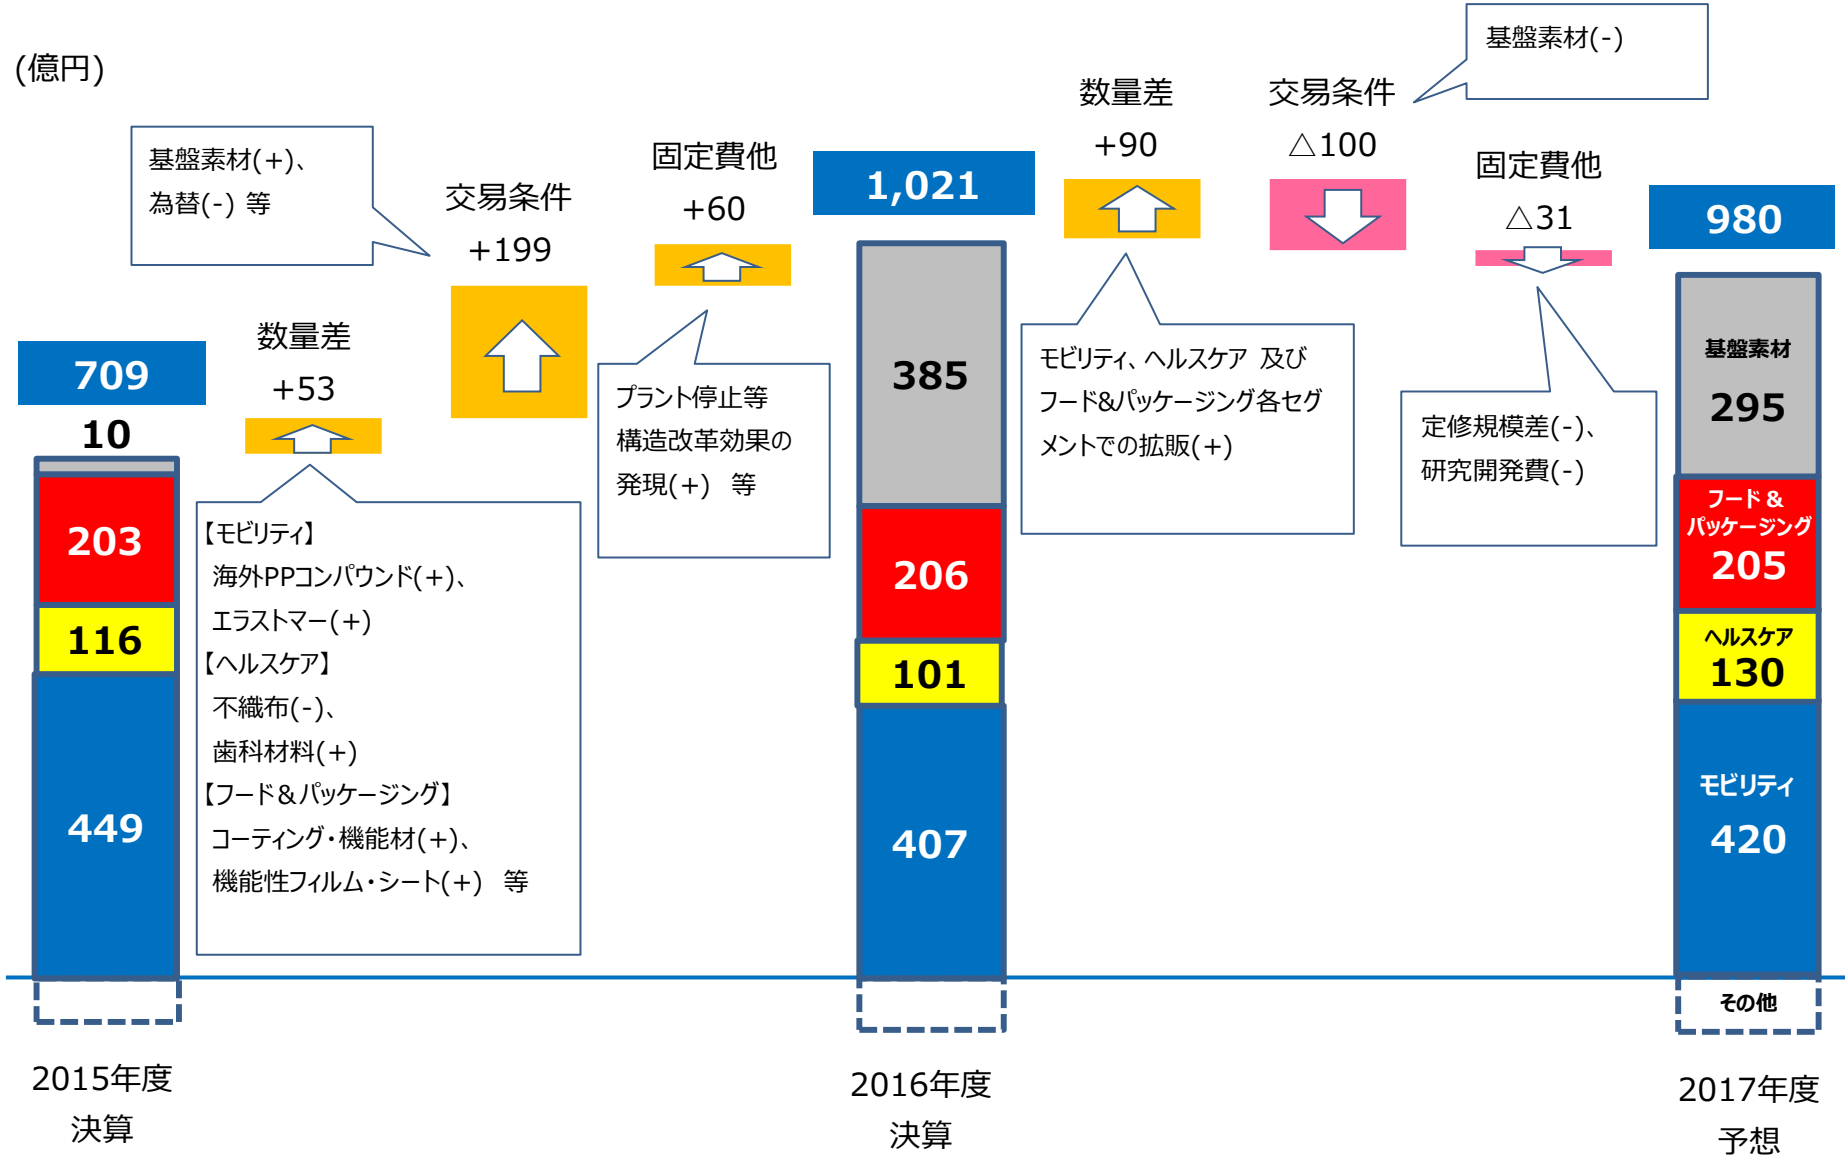 (億円)
709
10
203
116
449
2015年度
決算
数量差
+53
【モビリティ】
海外PPコンパウンド(+)、
エラストマー(+)
【ヘルスケア】
不織布(-)、
歯科材料(+)
【フード＆パッケージング】
コーティング・機能材(+)、
機能性フィルム・シート(+) 等
基盤素材(+)、
為替(-) 等
交易条件
+199
固定費他
+60
プラント停止等
構造改革効果の
発現(+) 等
1,021
385
206
101
407
2016年度
決算
数量差
+90
モビリティ、ヘルスケア 及び
フード&パッケージング各セグ
メントでの拡販(+)
交易条件
△100
基盤素材(-)
固定費他
△31
定修規模差(-)、
研究開発費(-)
980
基盤素材
295
フード＆
パッケージング
205
ヘルスケア
130
モビリティ
420
その他
2017年度
予想